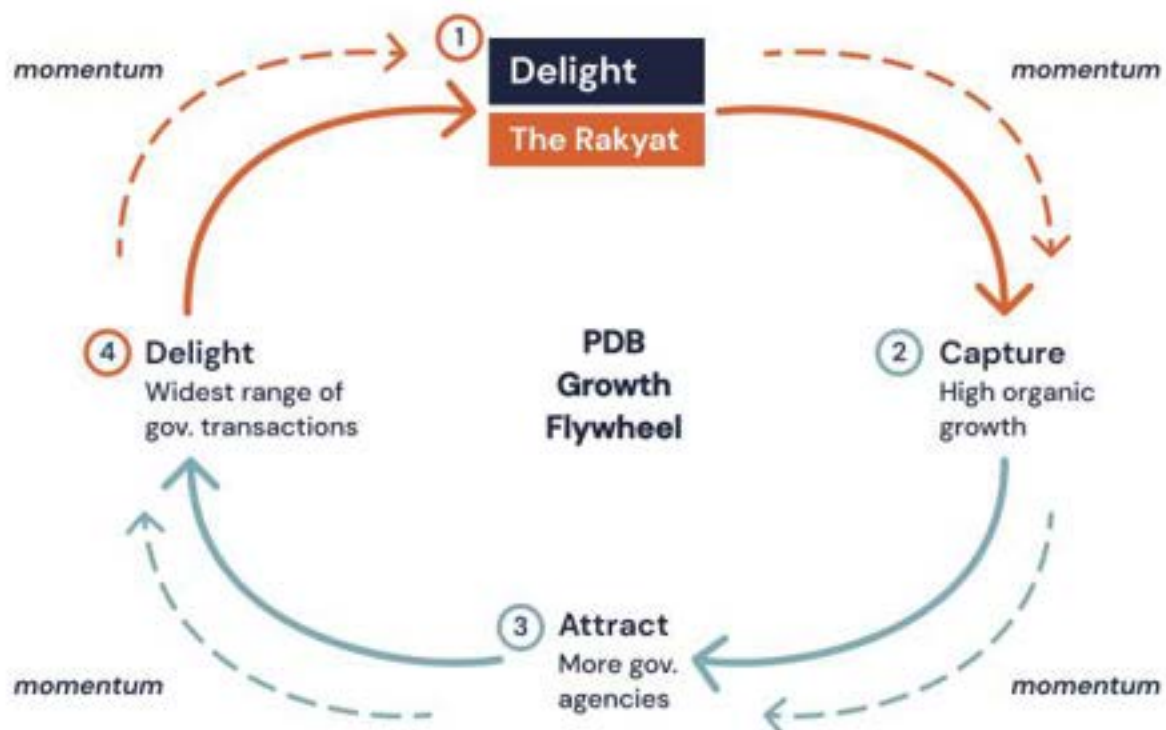 1
Delight
The Rakyat
momentum
momentum
4 Delight
Widest range of
gov. transactions
PDB
Growth
Flywheel
2 Capture
High organic
growth
3 Attract
More gov.
agencies
momentum
momentum